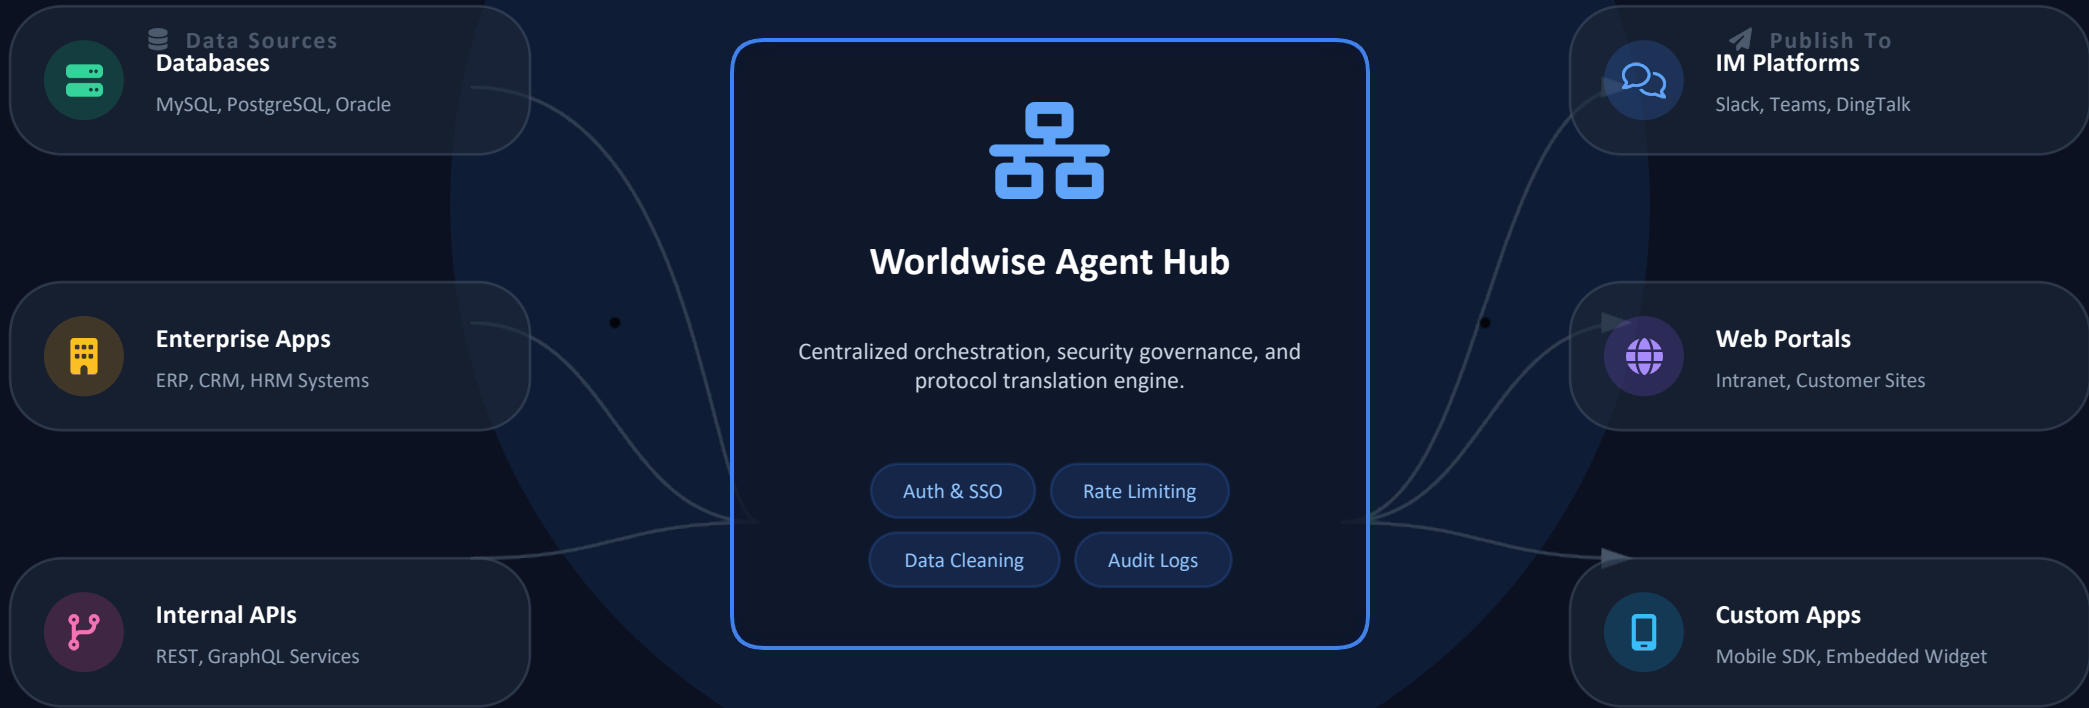 Data Sources
Databases
MySQL, PostgreSQL, Oracle
Enterprise Apps
ERP, CRM, HRM Systems
Internal APIs
REST, GraphQL Services
Worldwise Agent Hub
Centralized orchestration, security governance, and
protocol translation engine.
Auth & SSO
Rate Limiting
Data Cleaning
Audit Logs
Publish To
IM Platforms
Slack, Teams, DingTalk
Web Portals
Intranet, Customer Sites
Custom Apps
Mobile SDK, Embedded Widget